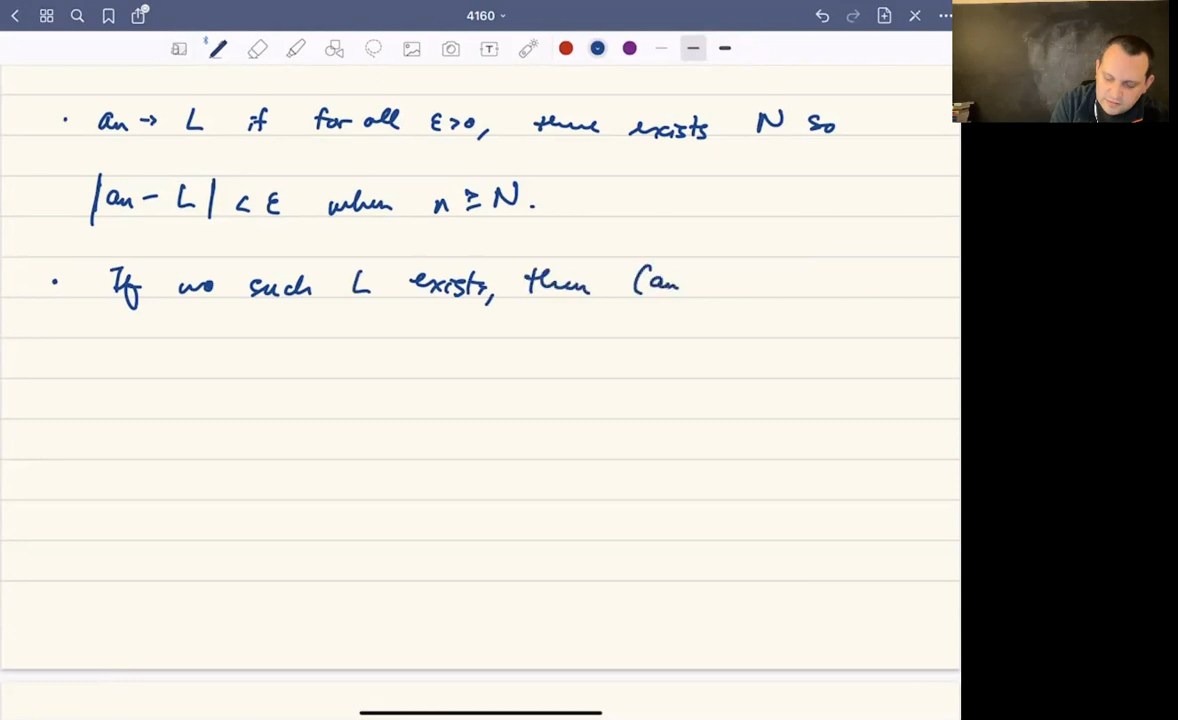 4160
· an → L if for all ε>0, there exists N so
|an - L| < ε when n ≥ N.
· If no such L exists, then (an